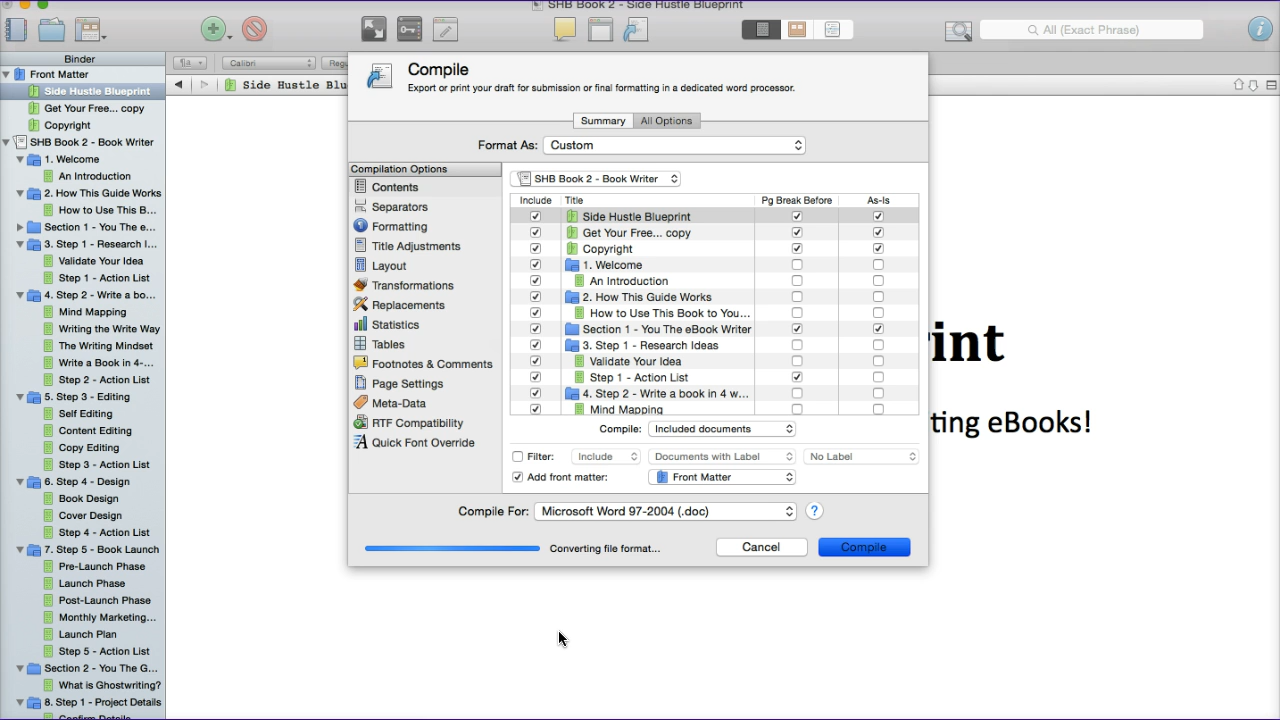 SHB Book 2 - Side Hustle Blueprint
All (Exact Phrase)
Binder
Front Matter
Side Hustle Blueprint
Get Your Free... copy
Copyright
SHB Book 2 - Book Writer
1. Welcome
An Introduction
2. How This Guide Works
How to Use This B...
Section 1 - You The e...
3. Step 1 - Research I...
Validate Your Idea
Step 1 - Action List
4. Step 2 - Write a bo...
Mind Mapping
Writing the Write Way
The Writing Mindset
Write a Book in 4-...
Step 2 - Action List
5. Step 3 - Editing
Self Editing
Content Editing
Copy Editing
Step 3 - Action List
6. Step 4 - Design
Book Design
Cover Design
Step 4 - Action List
7. Step 5 - Book Launch
Pre-Launch Phase
Launch Phase
Post-Launch Phase
Monthly Marketing...
Launch Plan
Step 5 - Action List
Section 2 - You The G...
What is Ghostwriting?
8. Step 1 - Project Details
Confirm Details
Calibri
Regu
Side Hustle Blu
Compile
Export or print your draft for submission or final formatting in a dedicated word processor.
Summary All Options
Format As: Custom
Compilation Options
Contents
Separators
Formatting
Title Adjustments
Layout
Transformations
Replacements
Statistics
Tables
Footnotes & Comments
Page Settings
Meta-Data
RTF Compatibility
Quick Font Override
SHB Book 2 - Book Writer
Include Title Pg Break Before As-Is
Side Hustle Blueprint
Get Your Free... copy
Copyright
1. Welcome
An Introduction
2. How This Guide Works
How to Use This Book to You...
Section 1 - You The eBook Writer
3. Step 1 - Research Ideas
Validate Your Idea
Step 1 - Action List
4. Step 2 - Write a book in 4 w...
Mind Mapping
Compile: Included documents
Filter: Include Documents with Label No Label
Add front matter: Front Matter
Compile For: Microsoft Word 97-2004 (.doc) ?
Converting file format... Cancel Compile
int
ting eBooks!